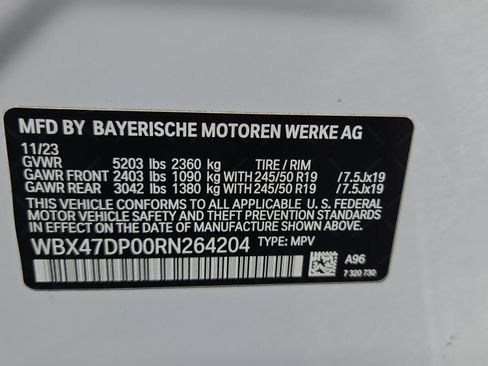 MFD BY BAYERISCHE MOTOREN WERKE AG
11/23
GVWR 5203 lbs 2360 kg TIRE / RIM
GAWR FRONT 2403 lbs 1090 kg WITH 245/50 R19 /7.5Jx19
GAWR REAR 3042 lbs 1380 kg WITH 245/50 R19 /7.5Jx19
THIS VEHICLE CONFORMS TO ALL APPLICABLE U. S. FEDERAL
MOTOR VEHICLE SAFETY, BUMPER, AND THEFT PREVENTION STANDARDS
IN EFFECT ON THE DATE OF MANUFACTURE SHOWN ABOVE.
WBX47DP00RN264204 TYPE: MPV
A96
7 320 730